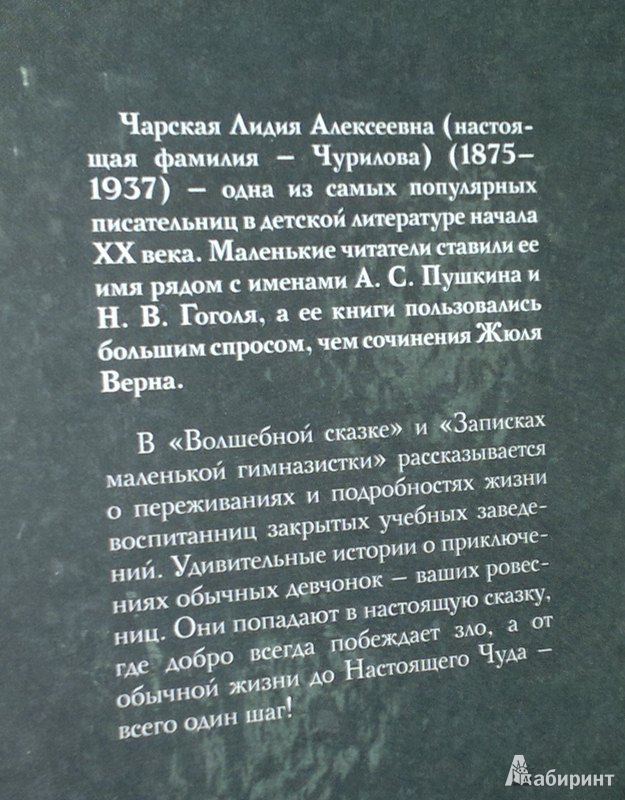 Чарская Лидия Алексеевна (насто-
ящая фамилия – Чурилова) (1875–
1937) – одна из самых популярных
писательниц в детской литературе начала
XX века. Маленькие читатели ставили ее
имя рядом с именами А. С. Пушкина и
Н. В. Гоголя, а ее книги пользовались
большим спросом, чем сочинения Жюля
Верна.
В «Волшебной сказке» и «Записках
маленькой гимназистки» рассказывается
о переживаниях и подробностях жизни
воспитанниц закрытых учебных заведе-
ний. Удивительные истории о приключе-
ниях обычных девчонок – ваших ровес-
ниц. Они попадают в настоящую сказку,
где добро всегда побеждает зло, а от
обычной жизни до Настоящего Чуда –
всего один шаг!
Лабиринт